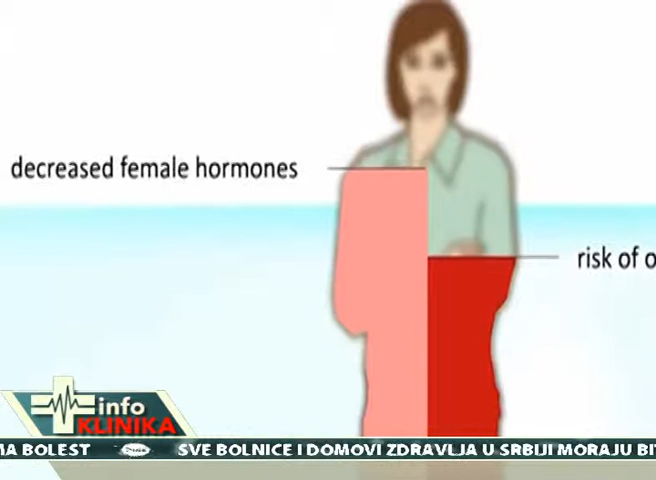 decreased female hormones
risk of o
info
KLINIKA
MA BOLEST SVE BOLNICE I DOMOVI ZDRAVLJA U SRBIJI MORAJU BI